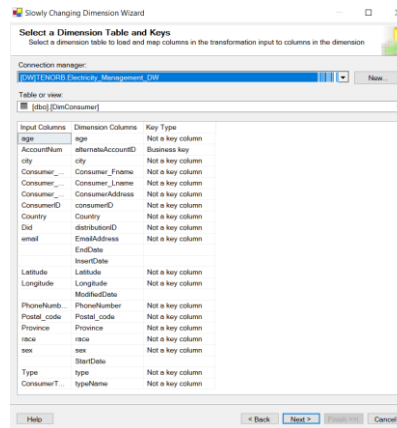 Slowly Changing Dimension Wizard
Select a Dimension Table and Keys
Select a dimension table to load and map columns in the transformation input to columns in the dimension
Connection manager:
[DW]TENORB.Electricity_Management_DW New...
Table or view:
[dbo].[DimConsumer]
Input Columns Dimension Columns Key Type
age age Not a key column
AccountNum alternateAccountID Business key
city city Not a key column
Consumer_... Consumer_Fname Not a key column
Consumer_... Consumer_Lname Not a key column
Consumer_... ConsumerAddress Not a key column
ConsumerID consumerID Not a key column
Country Country Not a key column
Did distributionID Not a key column
email EmailAddress Not a key column
EndDate
InsertDate
Latitude Latitude Not a key column
Longitude Longitude Not a key column
ModifiedDate
PhoneNumb... PhoneNumber Not a key column
Postal_code Postal_code Not a key column
Province Province Not a key column
race race Not a key column
sex sex Not a key column
StartDate
Type type Not a key column
ConsumerT... typeName Not a key column
Help < Back Next > Finish >>| Cancel